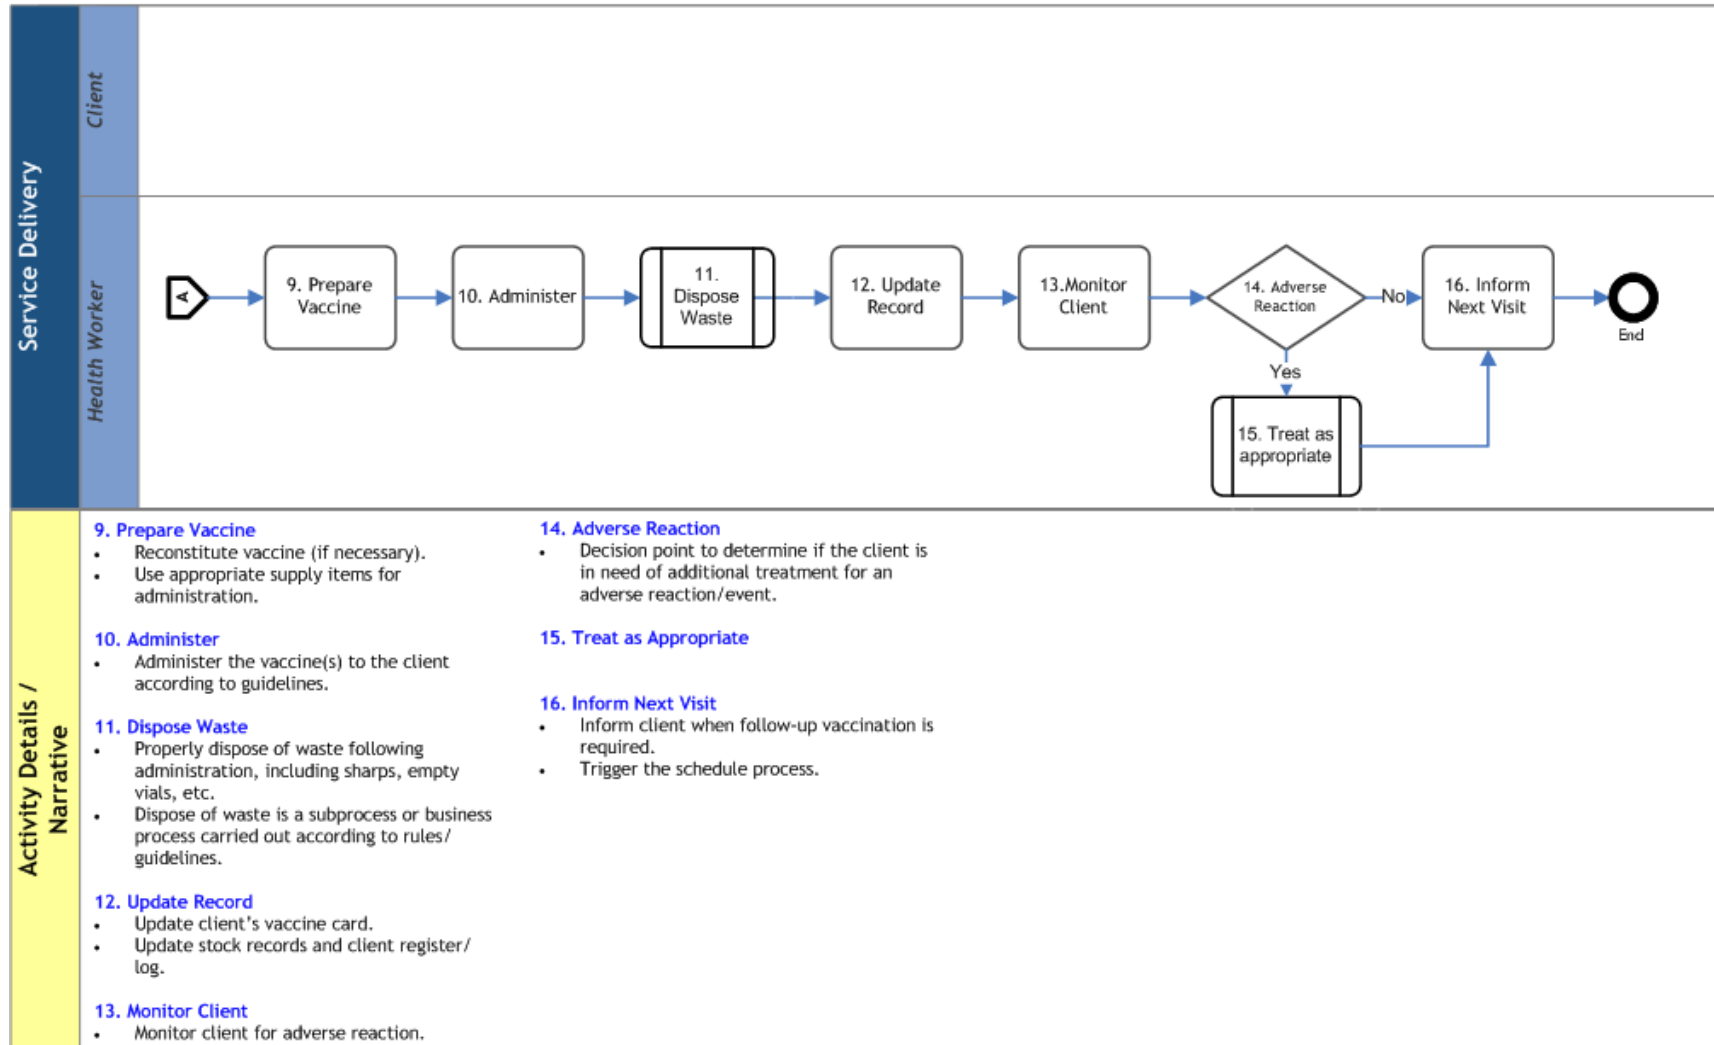 Service Delivery
Client
Health Worker
A
9. Prepare
Vaccine
10. Administer
11.
Dispose
Waste
12. Update
Record
13.Monitor
Client
14. Adverse
Reaction
No
16. Inform
Next Visit
End
Yes
15. Treat as
appropriate
Activity Details /
Narrative
9. Prepare Vaccine
• Reconstitute vaccine (if necessary).
• Use appropriate supply items for
administration.
10. Administer
• Administer the vaccine(s) to the client
according to guidelines.
11. Dispose Waste
• Properly dispose of waste following
administration, including sharps, empty
vials, etc.
• Dispose of waste is a subprocess or business
process carried out according to rules/
guidelines.
12. Update Record
• Update client's vaccine card.
• Update stock records and client register/
log.
13. Monitor Client
• Monitor client for adverse reaction.
14. Adverse Reaction
• Decision point to determine if the client is
in need of additional treatment for an
adverse reaction/event.
15. Treat as Appropriate
16. Inform Next Visit
• Inform client when follow-up vaccination is
required.
• Trigger the schedule process.